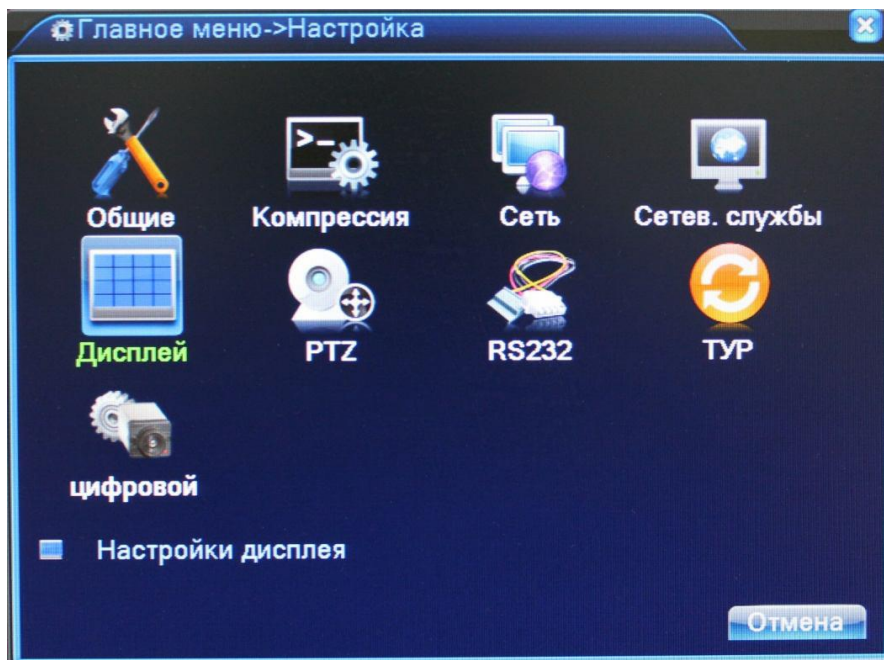 Главное меню->Настройка
Общие
Компрессия
Сеть
Сетев. службы
Дисплей
PTZ
RS232
ТУР
цифровой
Настройки дисплея
Отмена